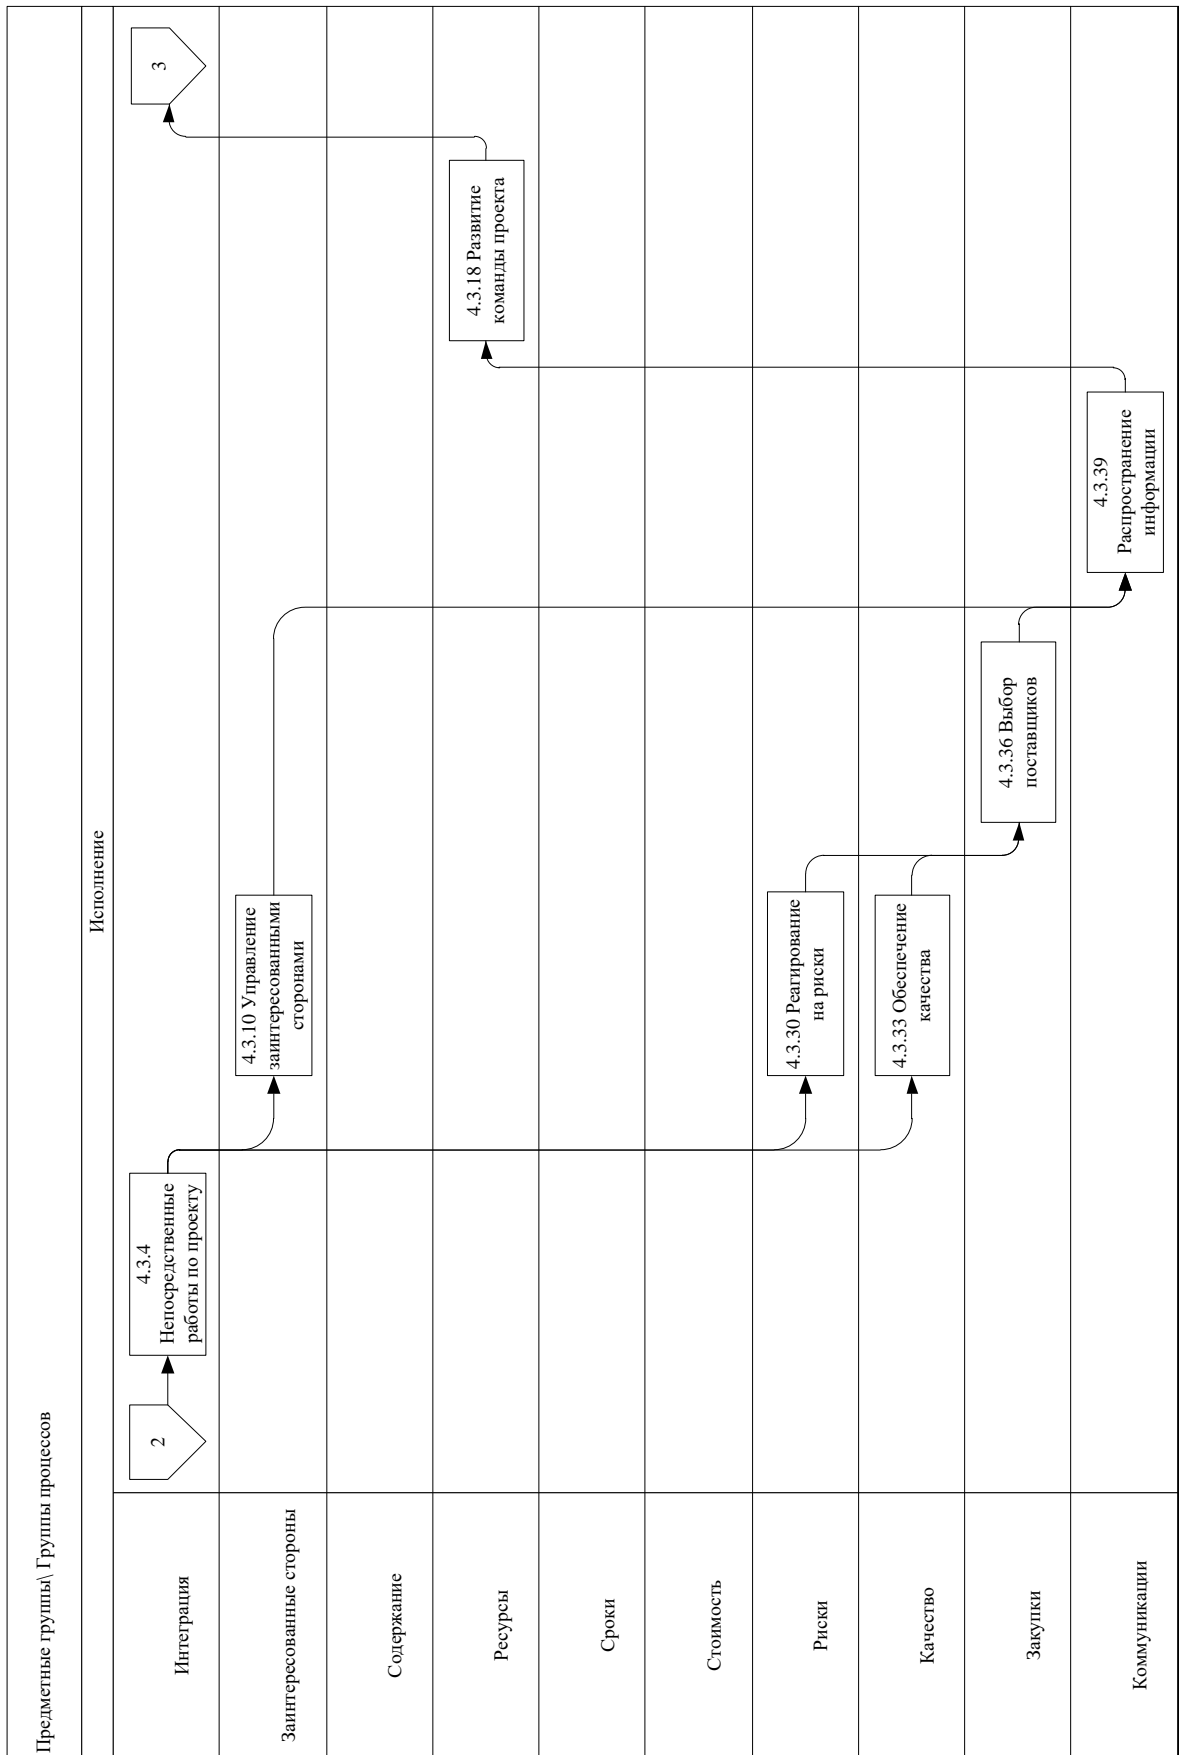 Предметные группы\ Группы процессов
Исполнение
Интеграция
2
4.3.4
Непосредственные
работы по проекту
3
Заинтересованные стороны
4.3.10 Управление
заинтересованными
сторонами
Содержание
Ресурсы
4.3.18 Развитие
команды проекта
Сроки
Стоимость
Риски
4.3.30 Реагирование
на риски
Качество
4.3.33 Обеспечение
качества
Закупки
4.3.36 Выбор
поставщиков
Коммуникации
4.3.39
Распространение
информации